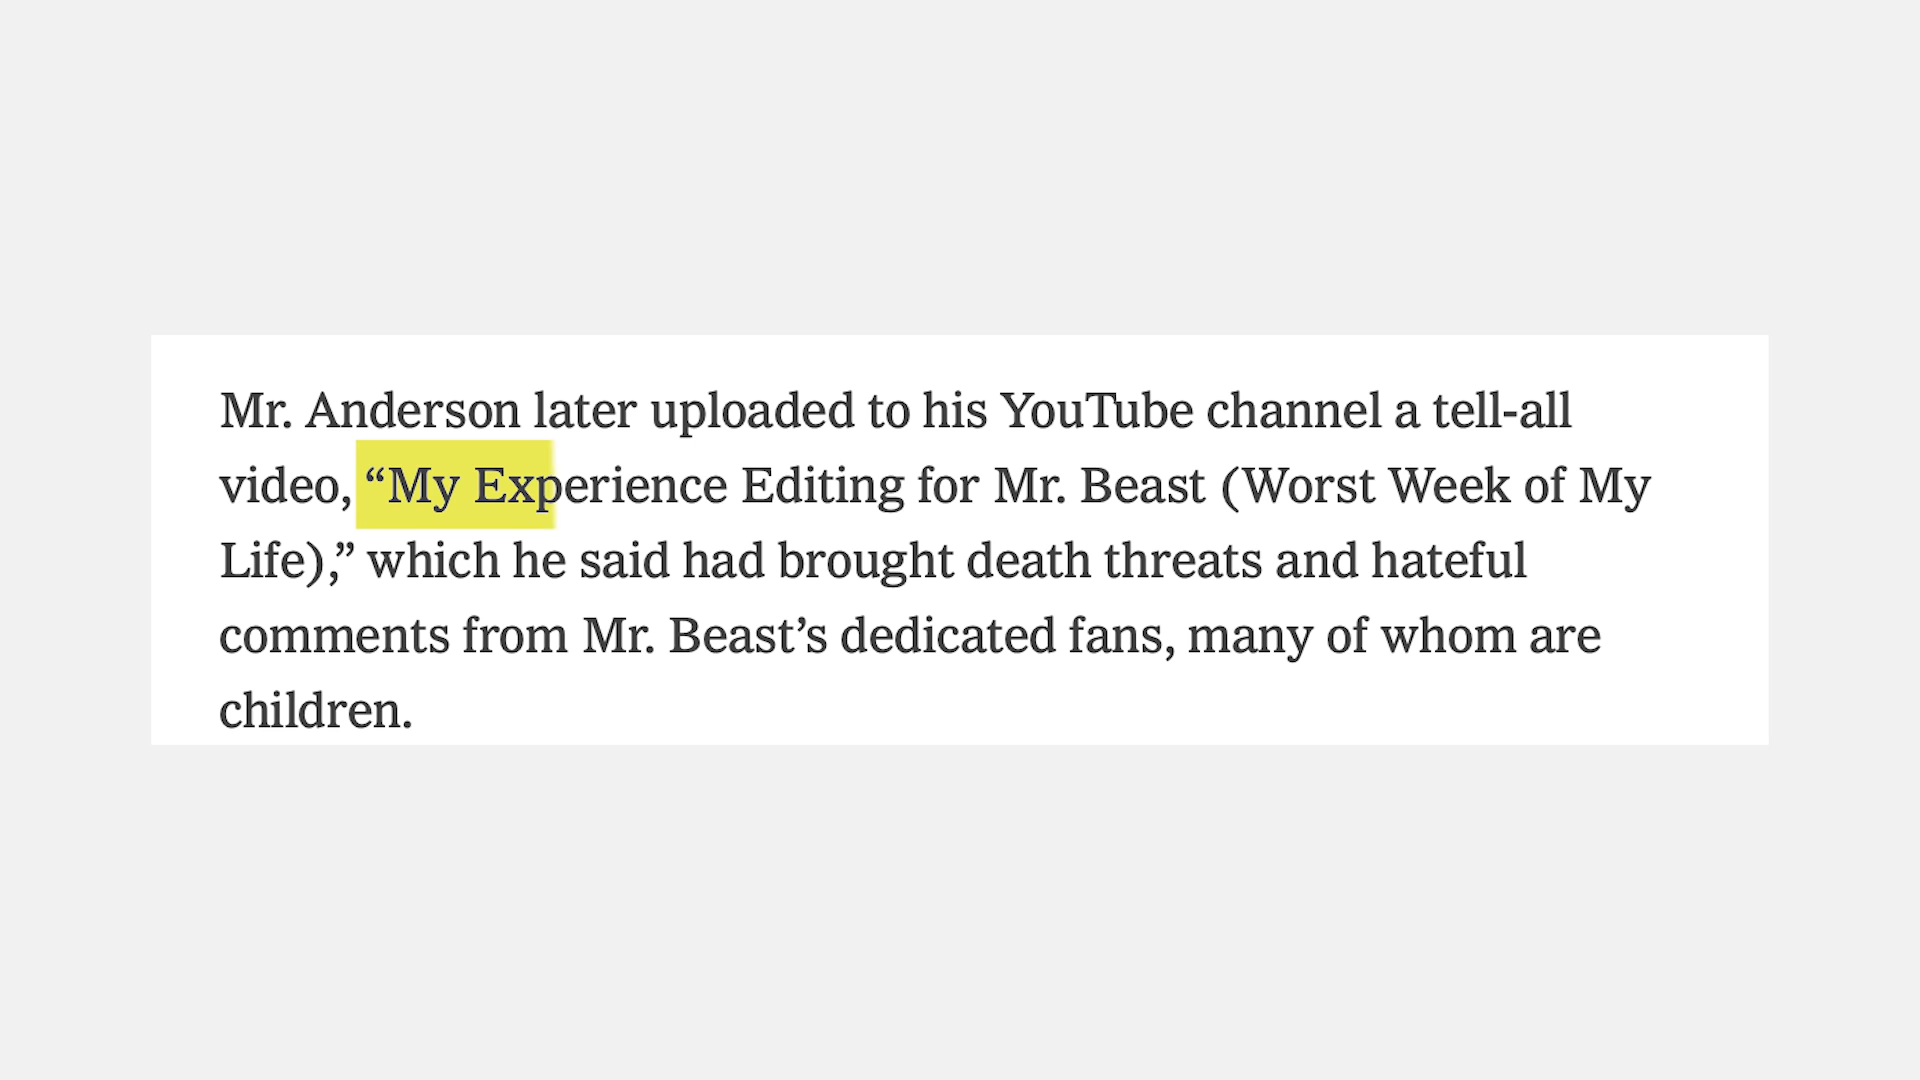 Mr. Anderson later uploaded to his YouTube channel a tell-all
video, “My Experience Editing for Mr. Beast (Worst Week of My
Life),” which he said had brought death threats and hateful
comments from Mr. Beast’s dedicated fans, many of whom are
children.